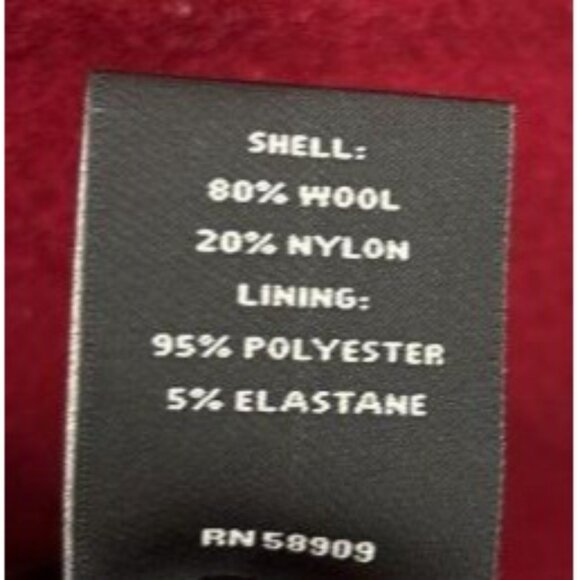 SHELL:
80% WOOL
20% NYLON
LINING:
95% POLYESTER
5% ELASTANE
RN 58909